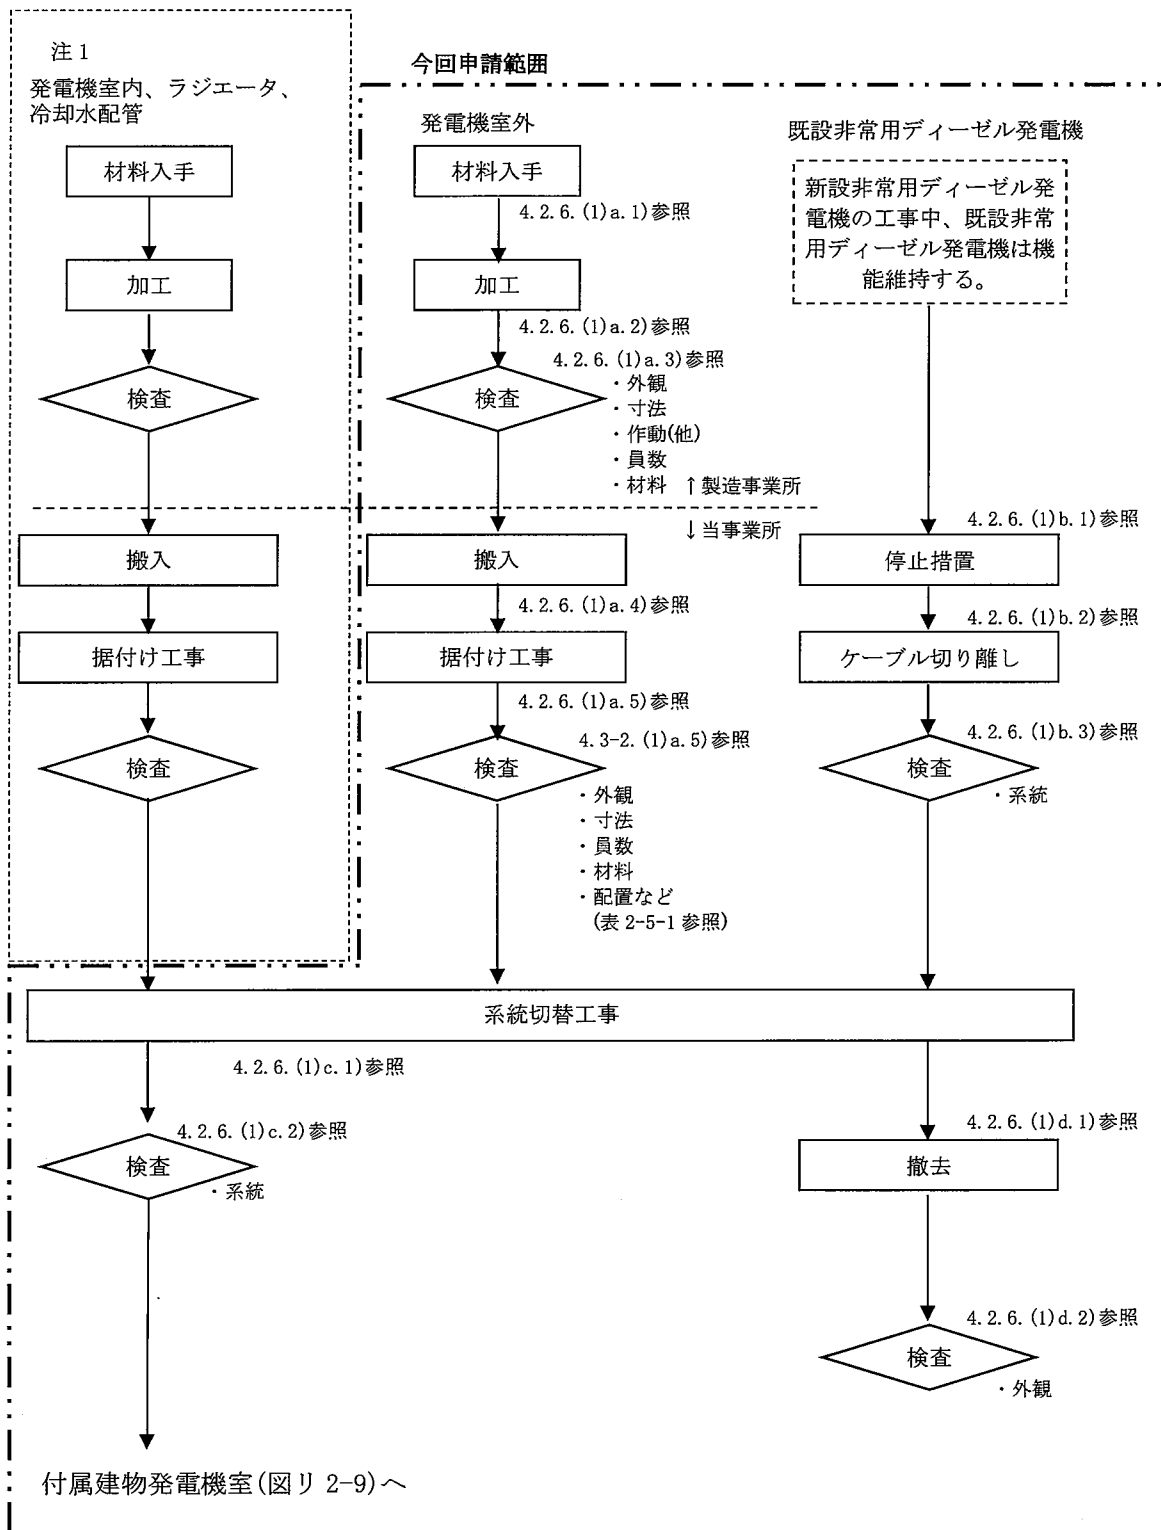 注1
発電機室内、ラジエータ、
冷却水配管
材料入手
加工
検査
搬入
据付け工事
検査
今回申請範囲
発電機室外
材料入手
4.2.6.(1)a.1)参照
加工
4.2.6.(1)a.2)参照
4.2.6.(1)a.3)参照
検査
・外観
・寸法
・作動(他)
・員数
・材料
↑製造事業所
↓当事業所
搬入
4.2.6.(1)a.4)参照
据付け工事
4.2.6.(1)a.5)参照
4.3-2.(1)a.5)参照
検査
・外観
・寸法
・員数
・材料
・配置など
(表 2-5-1 参照)
既設非常用ディーゼル発電機
新設非常用ディーゼル発
電機の工事中、既設非常
用ディーゼル発電機は機
能維持する。
4.2.6.(1)b.1)参照
停止措置
4.2.6.(1)b.2)参照
ケーブル切り離し
4.2.6.(1)b.3)参照
検査
・系統
系統切替工事
4.2.6.(1)c.1)参照
4.2.6.(1)c.2)参照
検査
・系統
4.2.6.(1)d.1)参照
撤去
4.2.6.(1)d.2)参照
検査
・外観
付属建物発電機室(図リ 2-9)へ